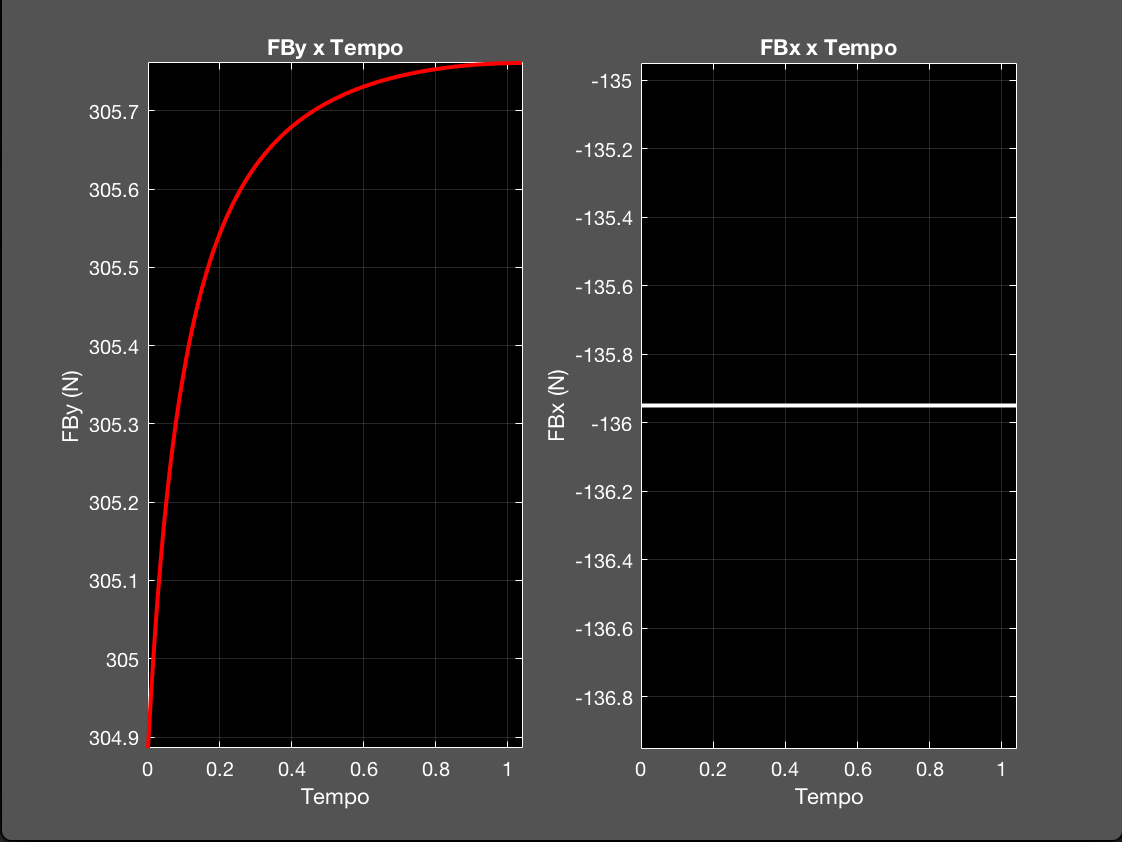 FBy x Tempo
305.7
305.6
305.5
305.4
305.3
305.2
305.1
305
304.9
FBy (N)
0 0.2 0.4 0.6 0.8 1
Tempo
FBx x Tempo
-135
-135.2
-135.4
-135.6
-135.8
-136
-136.2
-136.4
-136.6
-136.8
FBx (N)
0 0.2 0.4 0.6 0.8 1
Tempo